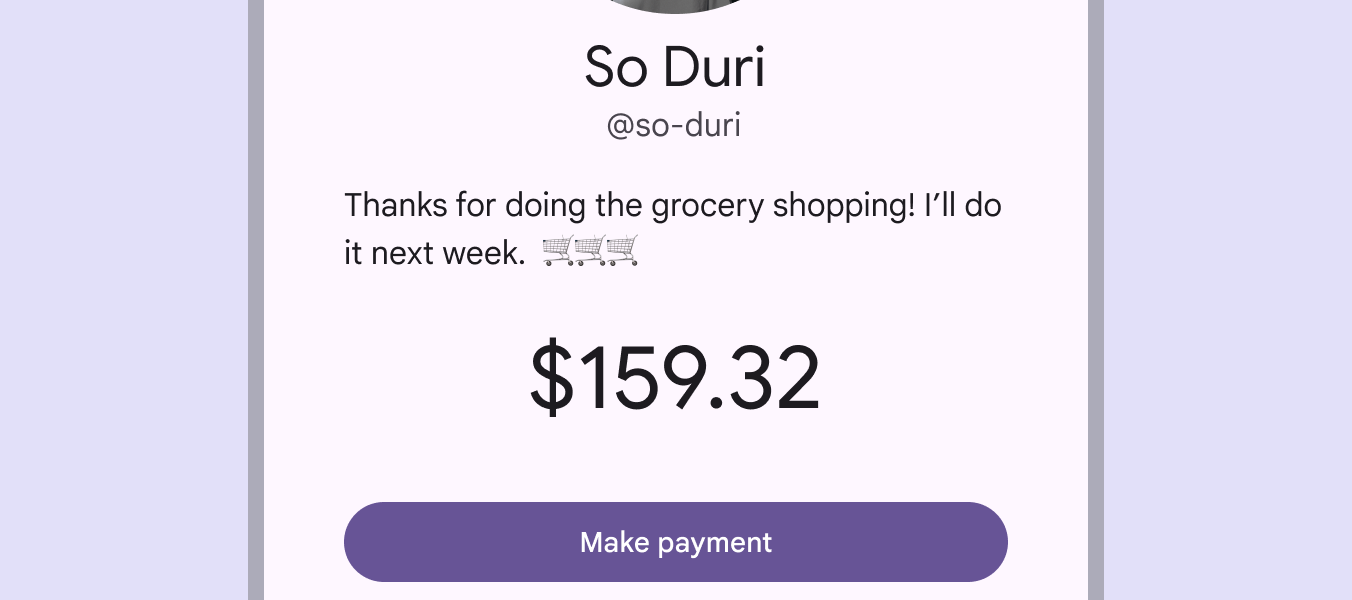 So Duri
@so-duri
Thanks for doing the grocery shopping! I’ll do
it next week. 🛒🛒🛒
$159.32
Make payment